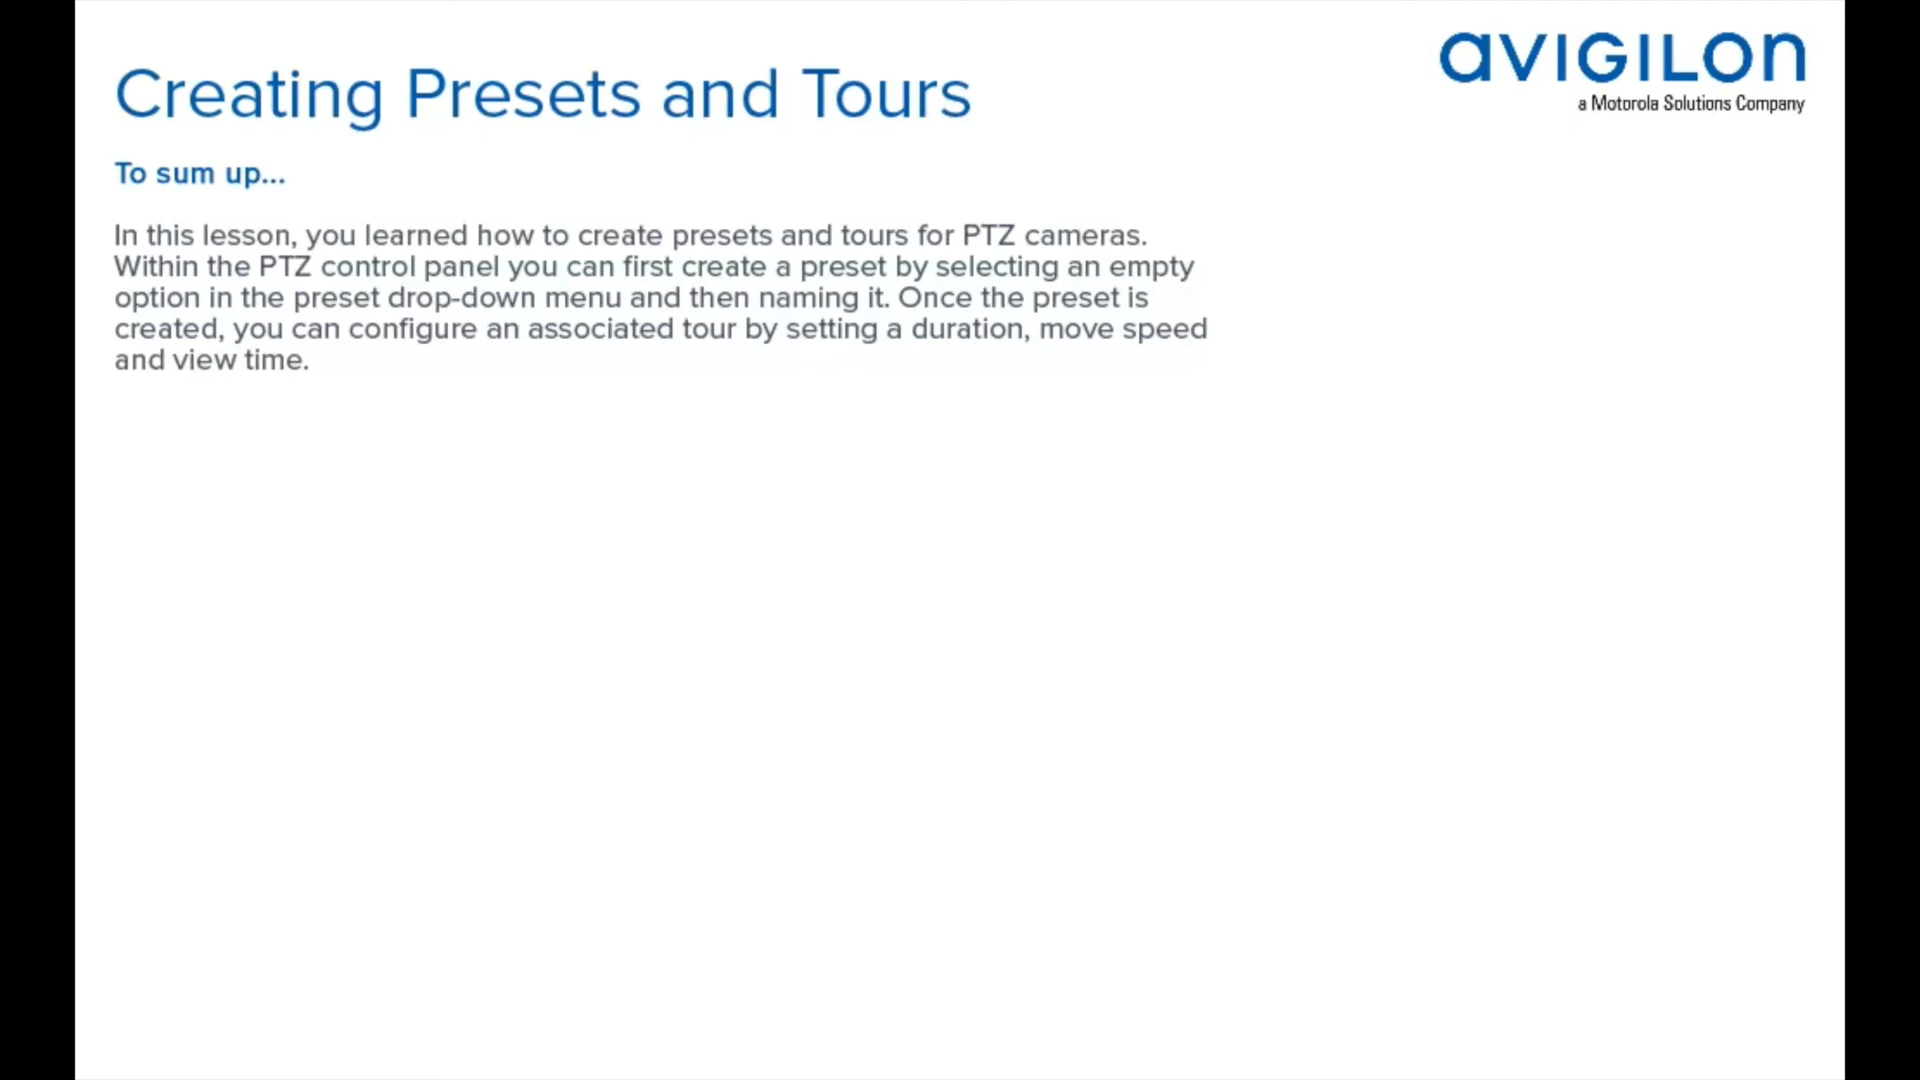 aVIGILON
a Motorola Solutions Company
Creating Presets and Tours
To sum up...
In this lesson, you learned how to create presets and tours for PTZ cameras.
Within the PTZ control panel you can first create a preset by selecting an empty
option in the preset drop-down menu and then naming it. Once the preset is
created, you can configure an associated tour by setting a duration, move speed
and view time.